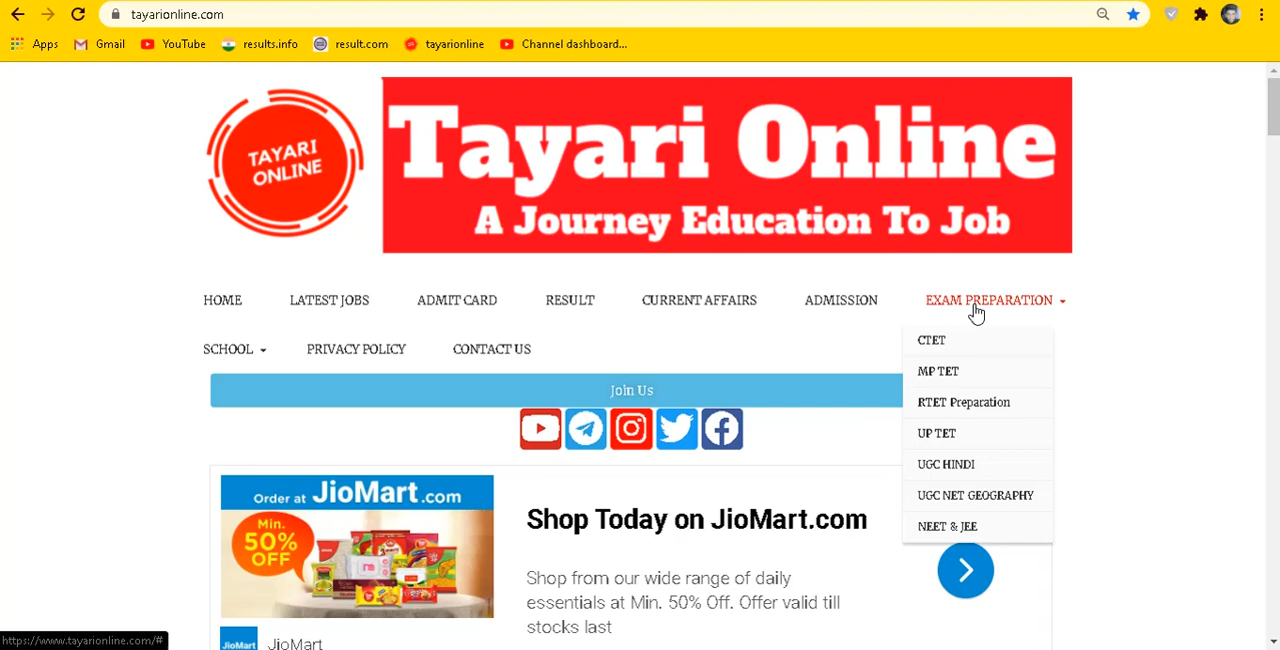 tayarionline.com
Apps Gmail YouTube results.info result.com tayarionline Channel dashboard...
TAYARI
ONLINE
Tayari Online
A Journey Education To Job
HOME LATEST JOBS ADMIT CARD RESULT CURRENT AFFAIRS ADMISSION EXAM PREPARATION
SCHOOL PRIVACY POLICY CONTACT US
CTET
MP TET
RTET Preparation
UP TET
UGC HINDI
UGC NET GEOGRAPHY
NEET & JEE
Join Us
Order at JioMart.com
Min.
50%
OFF
Shop Today on JioMart.com
Shop from our wide range of daily
essentials at Min. 50% Off. Offer valid till
stocks last
JioMart JioMart
https://www.tayarionline.com/#